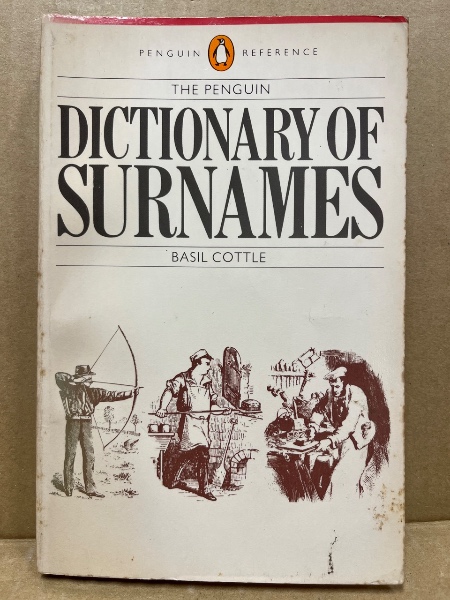 PENGUIN REFERENCE
THE PENGUIN
DICTIONARY OF
SURNAMES
BASIL COTTLE